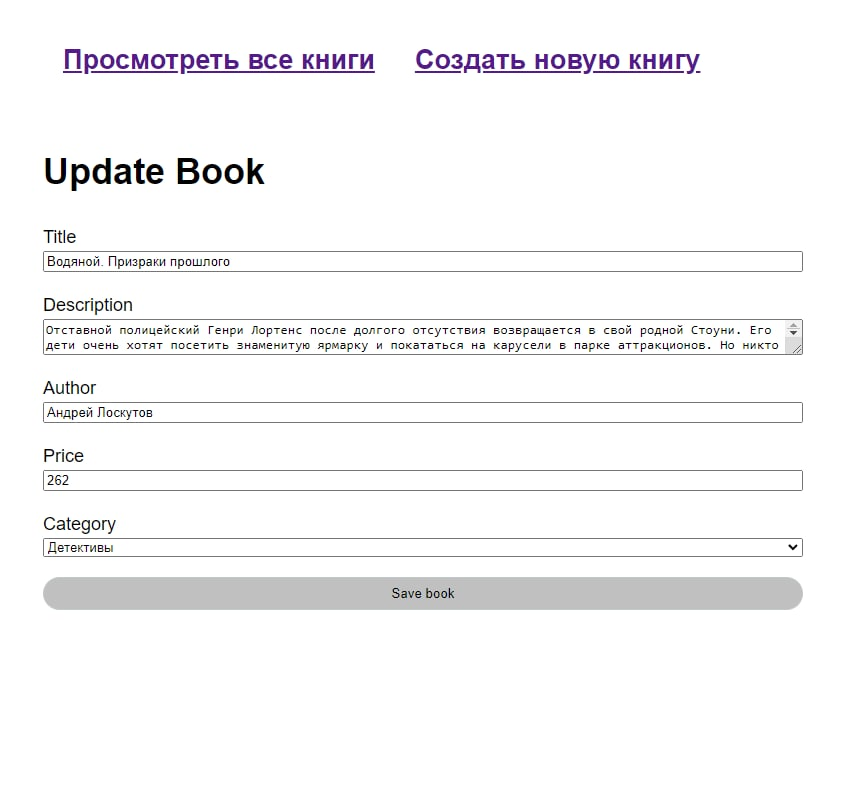 Просмотреть все книги Создать новую книгу
Update Book
Title
Водяной. Призраки прошлого
Description
Отставной полицейский Генри Лортенс после долгого отсутствия возвращается в свой родной Стоуни. Его
дети очень хотят посетить знаменитую ярмарку и покататься на карусели в парке аттракционов. Но никто
Author
Андрей Лоскутов
Price
262
Category
Детективы
Save book